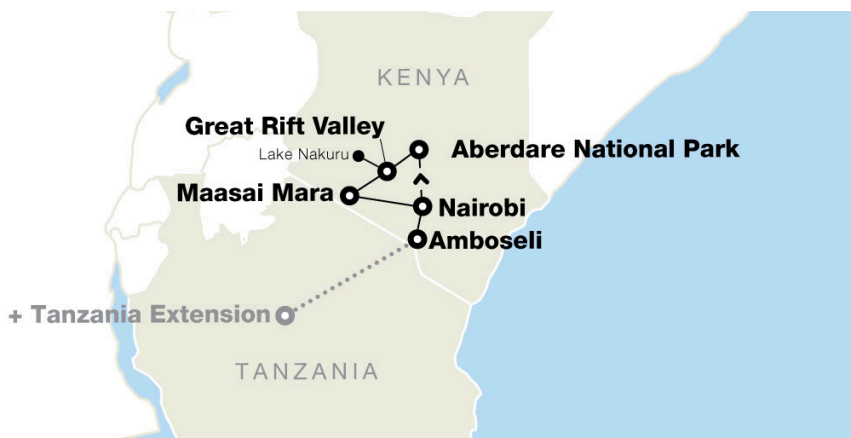 KENYA
Great Rift Valley
Lake Nakuru
Aberdare National Park
Maasai Mara
Nairobi
Amboseli
+ Tanzania Extension
TANZANIA